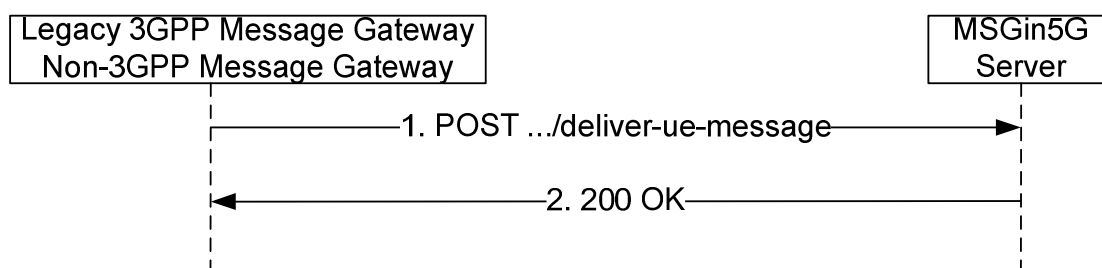 Legacy 3GPP Message Gateway
Non-3GPP Message Gateway
MSGin5G
Server
1. POST .../deliver-ue-message
2. 200 OK